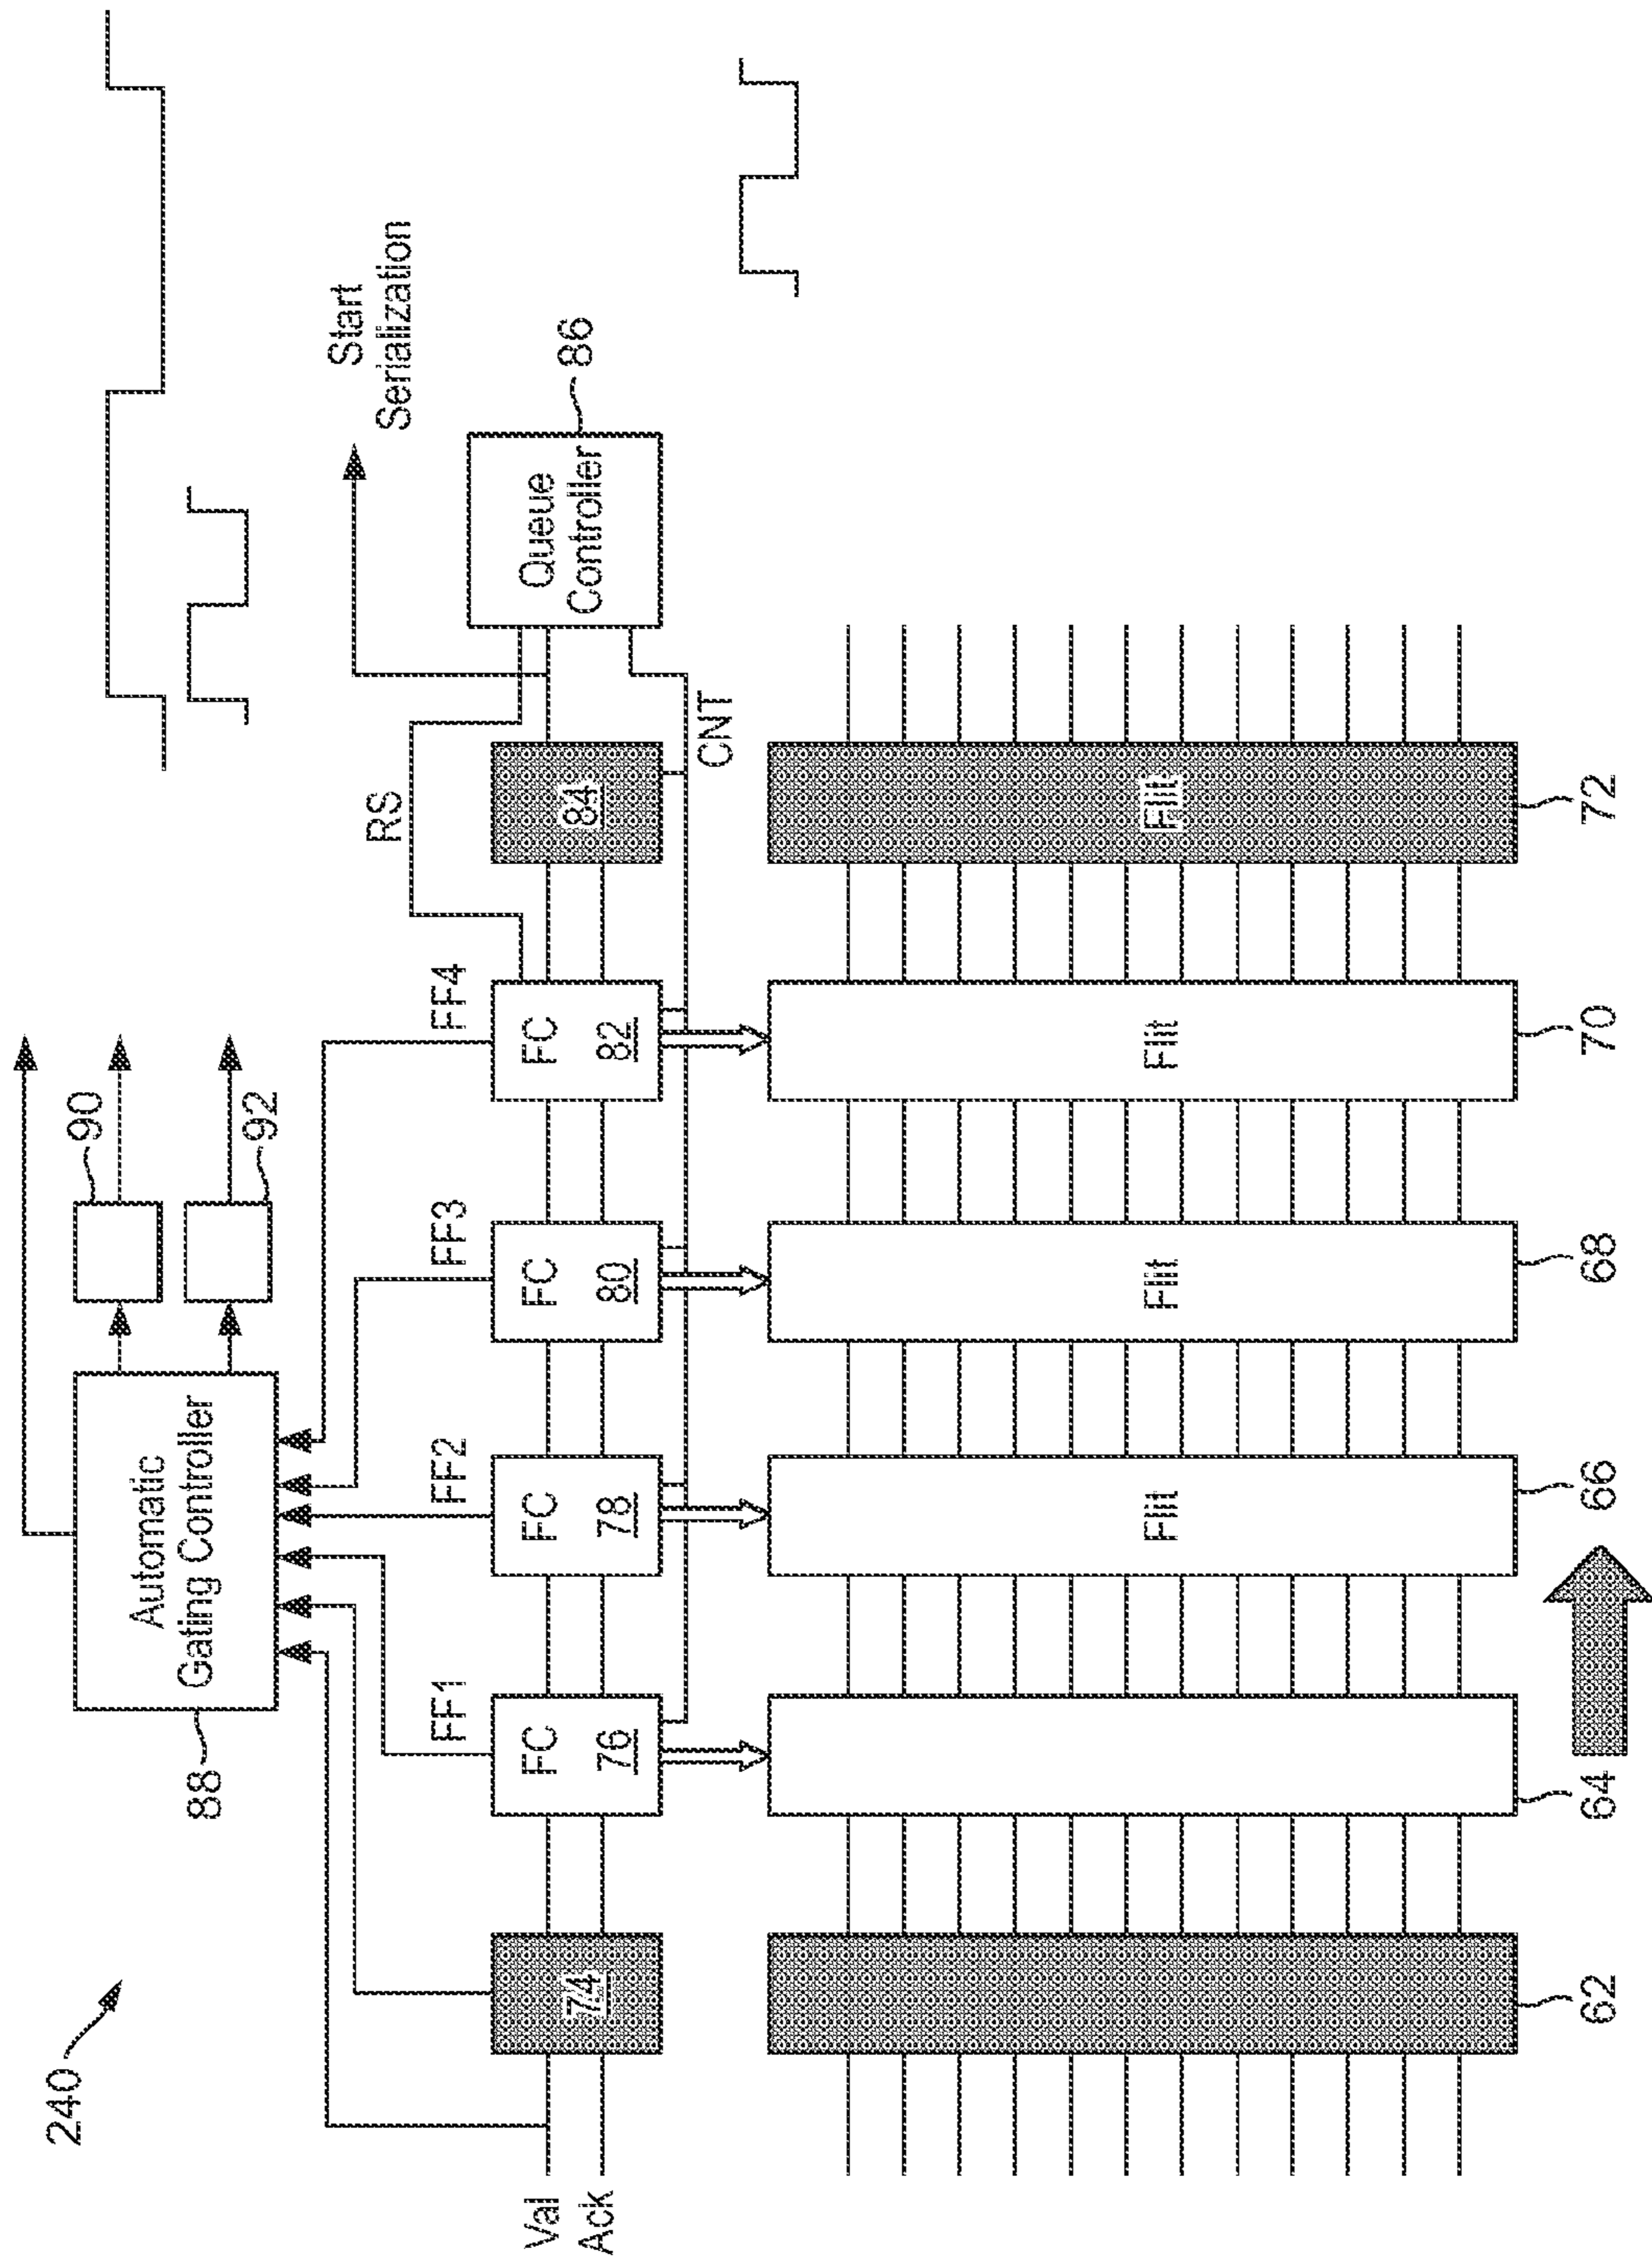 240
90
92
88
Automatic
Gating Controller
Start
Serialization
FF1
FF2
FF3
FF4
RS
Val
Ack
74
FC
76
FC
78
FC
80
FC
82
84
Queue
Controller
86
CNT
Flit
Flit
Flit
Flit
62
64
66
68
70
72